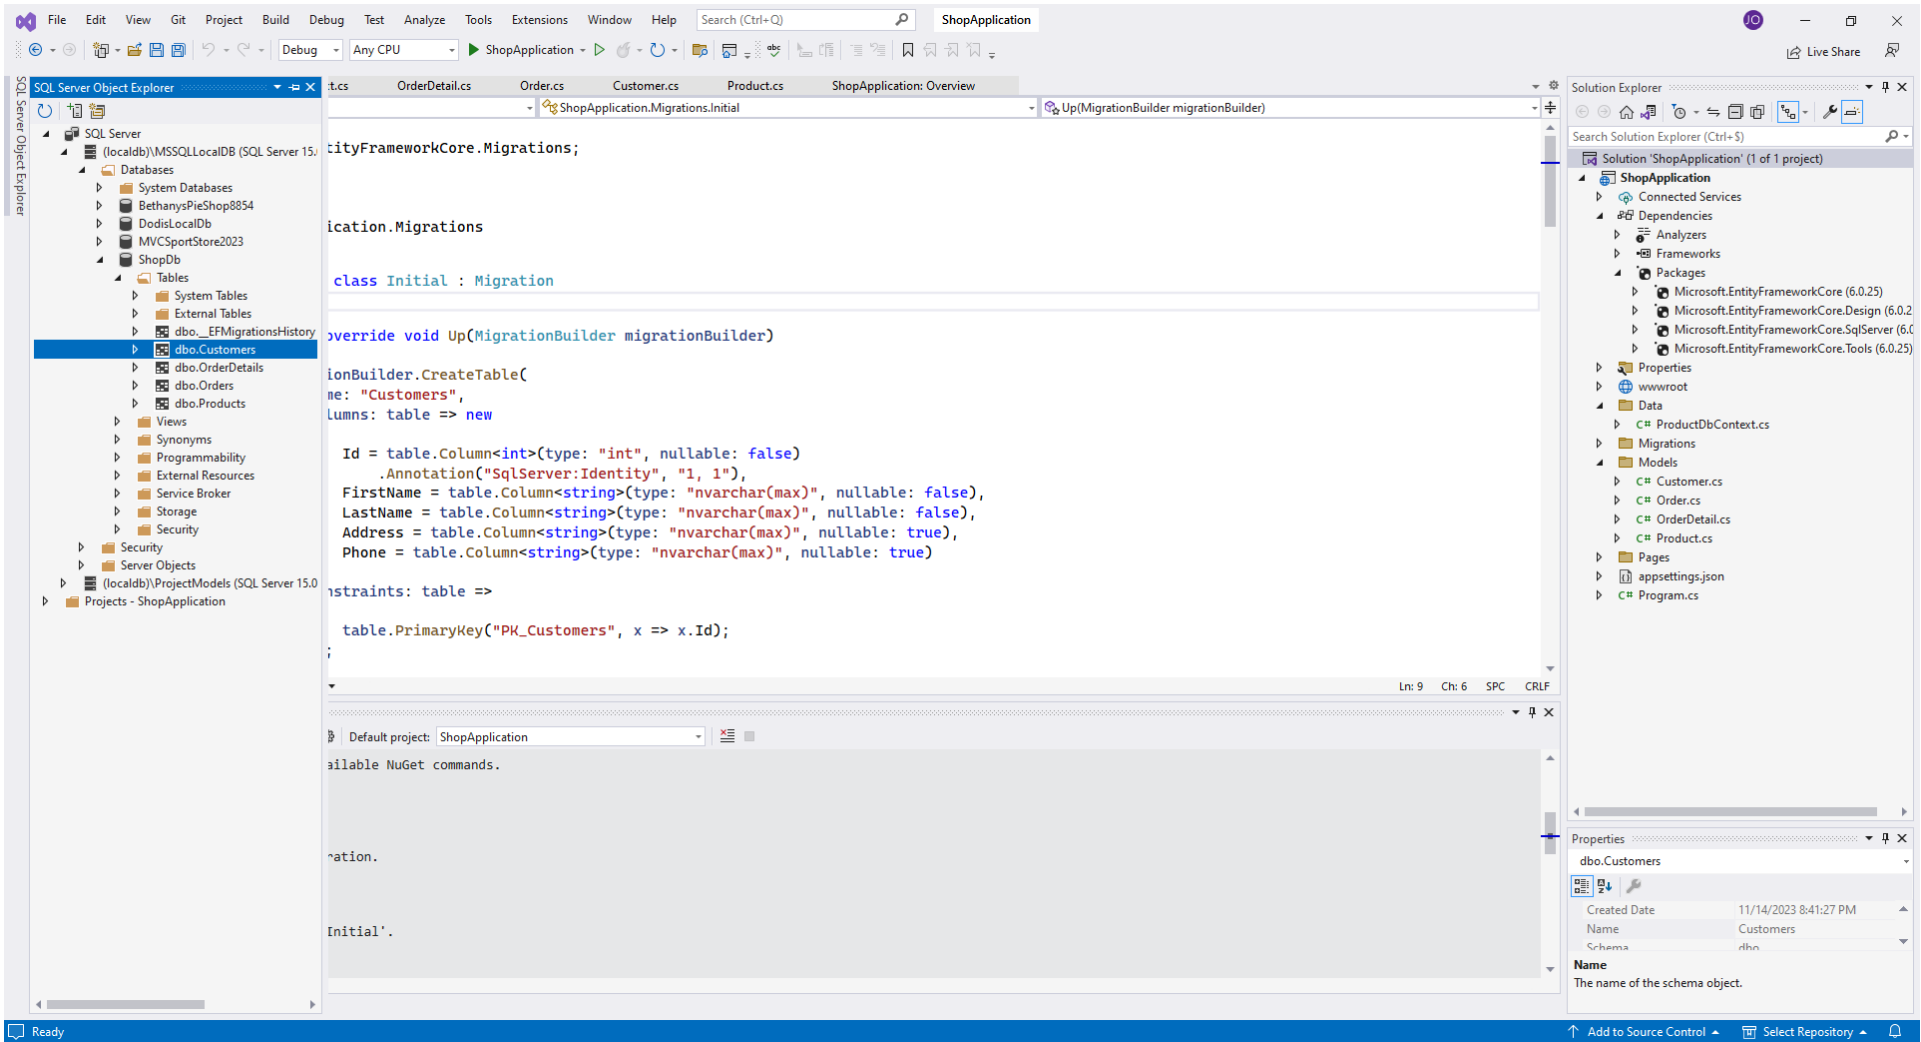 File Edit View Git Project Build Debug Test Analyze Tools Extensions Window Help Search (Ctrl+Q) ShopApplication JO
Debug Any CPU ShopApplication Live Share
SQL Server Object Explorer
SQL Server Object Explorer
SQL Server
(localdb)\MSSQLLocalDB (SQL Server 15.
Databases
System Databases
BethanysPieShop8854
DodisLocalDb
MVCSportStore2023
ShopDb
Tables
System Tables
External Tables
dbo.__EFMigrationsHistory
dbo.Customers
dbo.OrderDetails
dbo.Orders
dbo.Products
Views
Synonyms
Programmability
External Resources
Service Broker
Storage
Security
Security
Server Objects
(localdb)\ProjectModels (SQL Server 15.0
Projects - ShopApplication
t.cs OrderDetail.cs Order.cs Customer.cs Product.cs ShopApplication: Overview
ShopApplication.Migrations.Initial Up(MigrationBuilder migrationBuilder)
tityFrameworkCore.Migrations;
ication.Migrations
class Initial : Migration
override void Up(MigrationBuilder migrationBuilder)
ionBuilder.CreateTable(
me: "Customers",
lumns: table => new
Id = table.Column<int>(type: "int", nullable: false)
.Annotation("SqlServer:Identity", "1, 1"),
FirstName = table.Column<string>(type: "nvarchar(max)", nullable: false),
LastName = table.Column<string>(type: "nvarchar(max)", nullable: false),
Address = table.Column<string>(type: "nvarchar(max)", nullable: true),
Phone = table.Column<string>(type: "nvarchar(max)", nullable: true)
nstraints: table =>
table.PrimaryKey("PK_Customers", x => x.Id);
;
Ln: 9 Ch: 6 SPC CRLF
Default project: ShopApplication
ailable NuGet commands.
ration.
Initial'.
Solution Explorer
Search Solution Explorer (Ctrl+$)
Solution 'ShopApplication' (1 of 1 project)
ShopApplication
Connected Services
Dependencies
Analyzers
Frameworks
Packages
Microsoft.EntityFrameworkCore (6.0.25)
Microsoft.EntityFrameworkCore.Design (6.0.2
Microsoft.EntityFrameworkCore.SqlServer (6.0
Microsoft.EntityFrameworkCore.Tools (6.0.25)
Properties
wwwroot
Data
C# ProductDbContext.cs
Migrations
Models
C# Customer.cs
C# Order.cs
C# OrderDetail.cs
C# Product.cs
Pages
appsettings.json
C# Program.cs
Properties
dbo.Customers
Created Date 11/14/2023 8:41:27 PM
Name Customers
Schema dbo
Name
The name of the schema object.
Ready Add to Source Control Select Repository